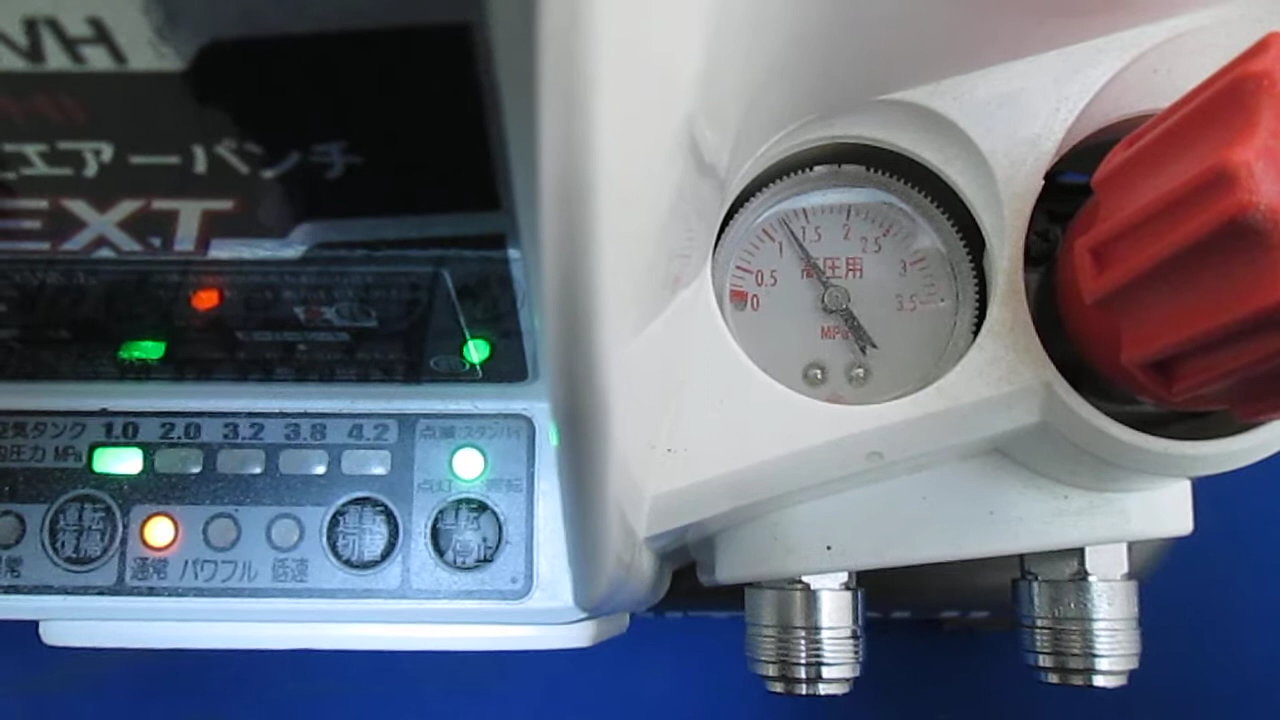 VH
エアーパンチ
EXT
空気タンク 1.0 2.0 3.2 3.8 4.2
圧力 MPa
点滅:スタンバイ
点灯
運転
復帰
運転
切替
運転
停止
常
通常 パワフル 低速
0 0.5 1 1.5 2 2.5 3 3.5
高圧用
MPa